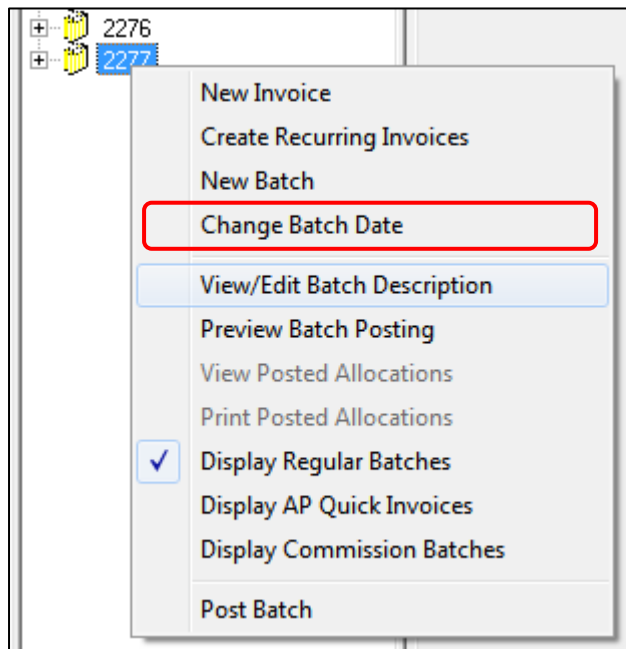 2276
2277
New Invoice
Create Recurring Invoices
New Batch
Change Batch Date
View/Edit Batch Description
Preview Batch Posting
View Posted Allocations
Print Posted Allocations
Display Regular Batches
Display AP Quick Invoices
Display Commission Batches
Post Batch